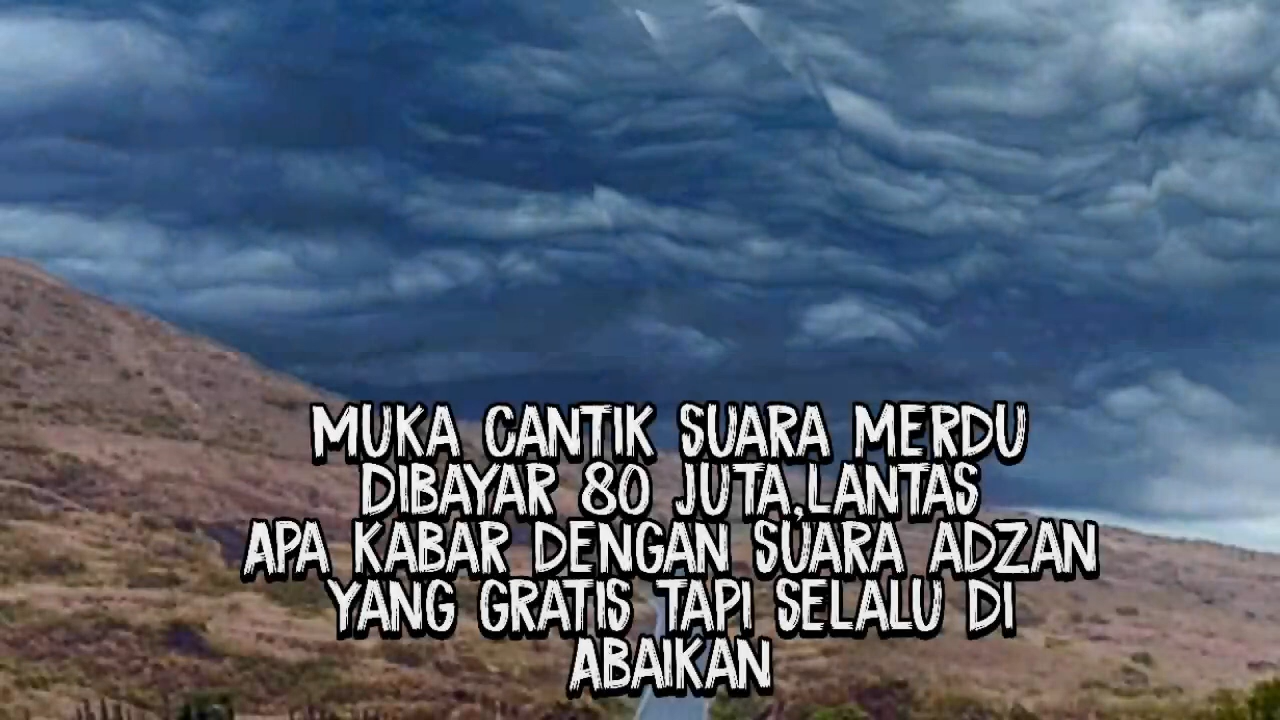 MUKA CANTIK SUARA MERDU
DIBAYAR 80 JUTA,LANTAS
APA KABAR DENGAN SUARA ADZAN
YANG GRATIS TAPI SELALU DI
ABAIKAN